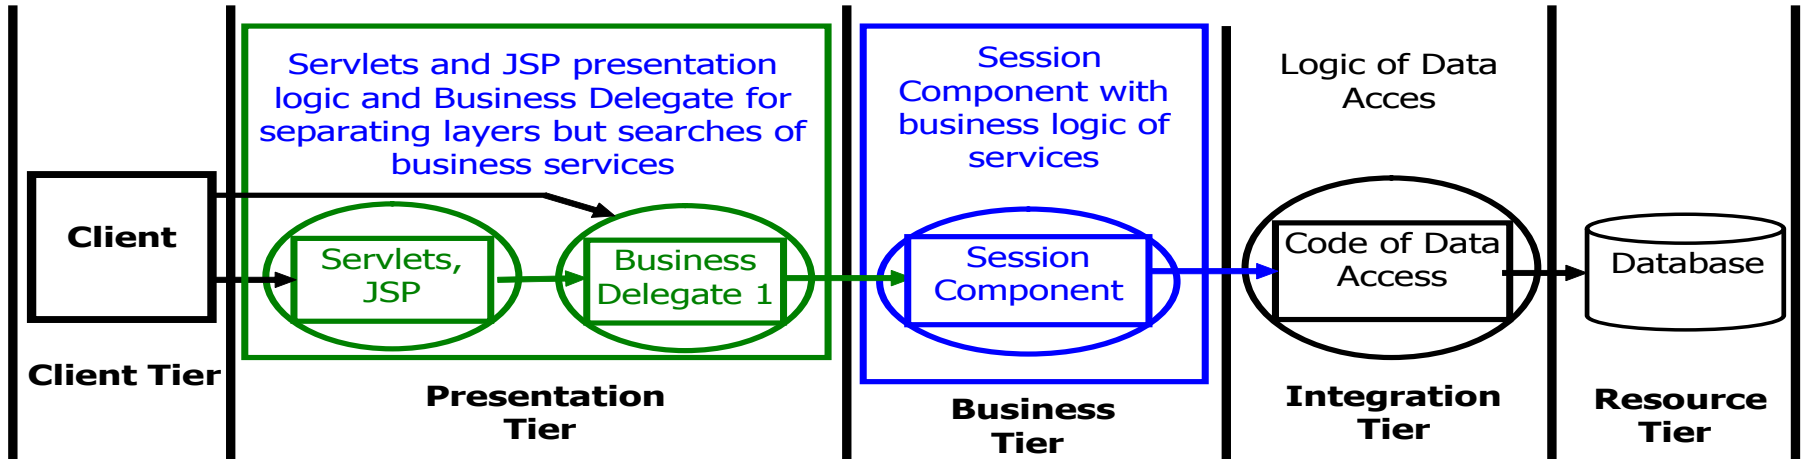 Servlets and JSP presentation
logic and Business Delegate for
separating layers but searches of
business services
Session
Component with
business logic of
services
Logic of Data
Acces
Client
Servlets,
JSP
Business
Delegate 1
Session
Component
Code of Data
Access
Database
Client Tier
Presentation
Tier
Business
Tier
Integration
Tier
Resource
Tier